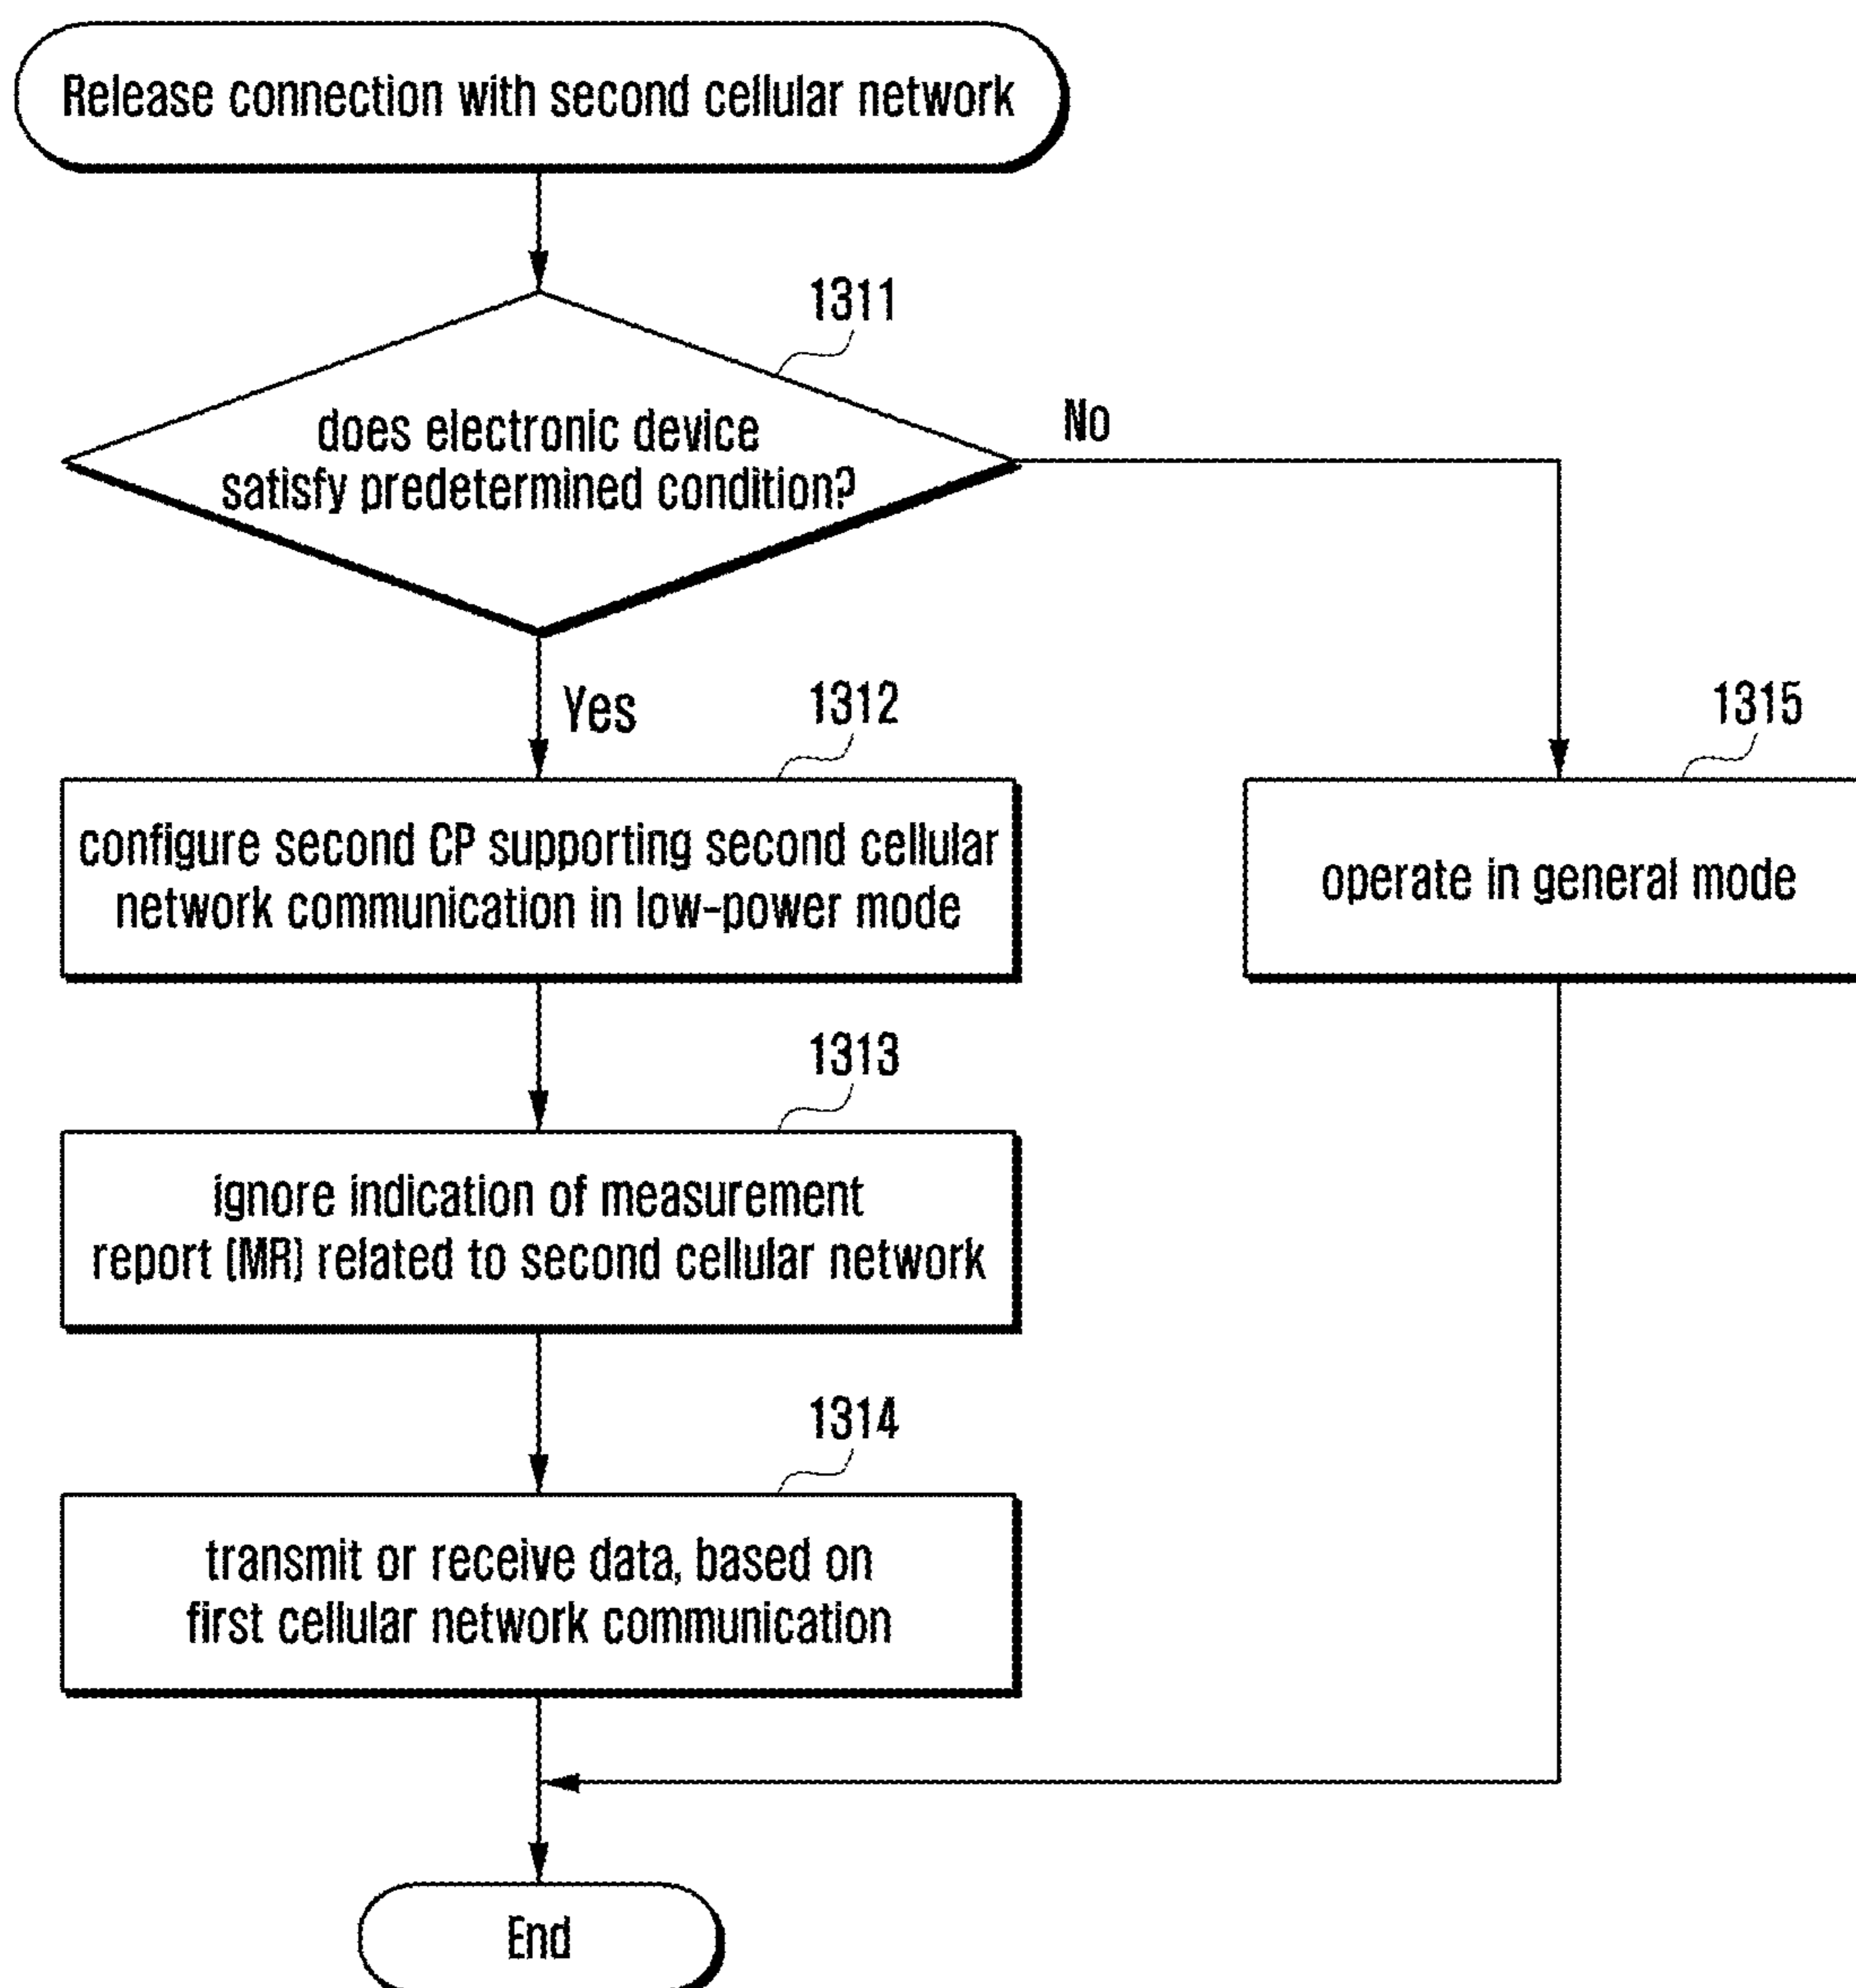 Release connection with second cellular network
1311
does electronic device
satisfy predetermined condition?
No
Yes
1312
configure second CP supporting second cellular
network communication in low-power mode
1315
operate in general mode
1313
ignore indication of measurement
report (MR) related to second cellular network
1314
transmit or receive data, based on
first cellular network communication
End